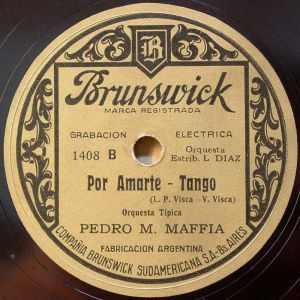 B
Brunswick
MARCA REGISTRADA
GRABACION ELECTRICA
1408 B
Orquesta
Estrib. L DIAZ
Por Amarte - Tango
(L. P. Visca — V. Visca)
Orquesta Típica
PEDRO M. MAFFIA
FABRICACION ARGENTINA
COMPAÑIA BRUNSWICK SUDAMERICANA S.A-Bs.AIRES